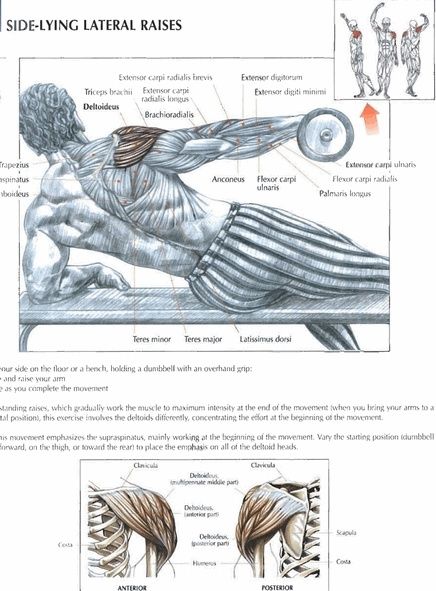 SIDE-LYING LATERAL RAISES
Extensor carpi radialis brevis
Extensor digitorum
Triceps brachii
Extensor carpi
radialis longus
Extensor digiti minimi
Deltoideus
Brachioradialis
Trapezius
spinatus
mboideus
Anconeus
Flexor carpi
ulnaris
Extensor carpi ulnaris
Flexor carpi radialis
Palmaris longus
Teres minor
Teres major
Latissimus dorsi
our side on the floor or a bench, holding a dumbbell with an overhand grip:
and raise your arm
e as you complete the movement
standing raises, which gradually work the muscle to maximum intensity at the end of the movement (when you bring your arms to a
tal position), this exercise involves the deltoids differently, concentrating the effort at the beginning of the movement.
his movement emphasizes the supraspinatus, mainly working at the beginning of the movement. Vary the starting position (dumbbell
forward, on the thigh, or toward the rear) to place the emphasis on all of the deltoid heads.
Clavicula
Clavicula
Deltoideus,
(multipennate middle part)
Deltoideus,
(anterior part)
Deltoideus,
(posterior part)
Scapula
Costa
Humerus
Costa
ANTERIOR
POSTERIOR